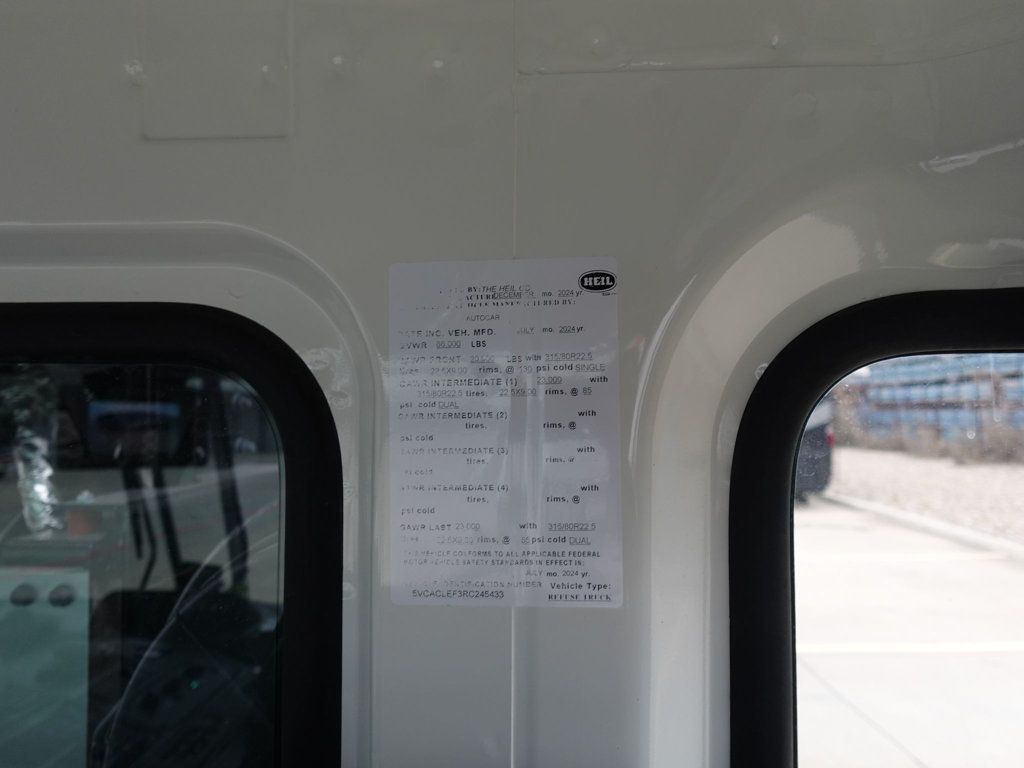 HEIL
BY: THE HEIL CO.
DECEMBER mo. 2024 yr.
AUTOCAR
INC. VEH. MFD. JULY mo. 2024 yr.
GVWR 66,000 LBS
GAWR FRONT 20,000 LBS with 315/80R22.5
tires, 22.5X9.00 rims, @ 130 psi cold SINGLE
GAWR INTERMEDIATE (1) 23,000 with
315/80R22.5 tires, 22.5X9.00 rims, @ 85
psi cold DUAL
GAWR INTERMEDIATE (2) with
tires, rims, @
psi cold
GAWR INTERMEDIATE (3) with
tires, rims, @
psi cold
GAWR INTERMEDIATE (4) with
tires, rims, @
psi cold
GAWR LAST 23,000 with 315/80R22.5
tires, 22.5X9.00 rims, @ 85 psi cold DUAL
THIS VEHICLE CONFORMS TO ALL APPLICABLE FEDERAL
MOTOR VEHICLE SAFETY STANDARDS IN EFFECT IN:
JULY mo. 2024 yr.
VEHICLE IDENTIFICATION NUMBER Vehicle Type:
5VCACLEF3RC245433 REFUSE TRUCK